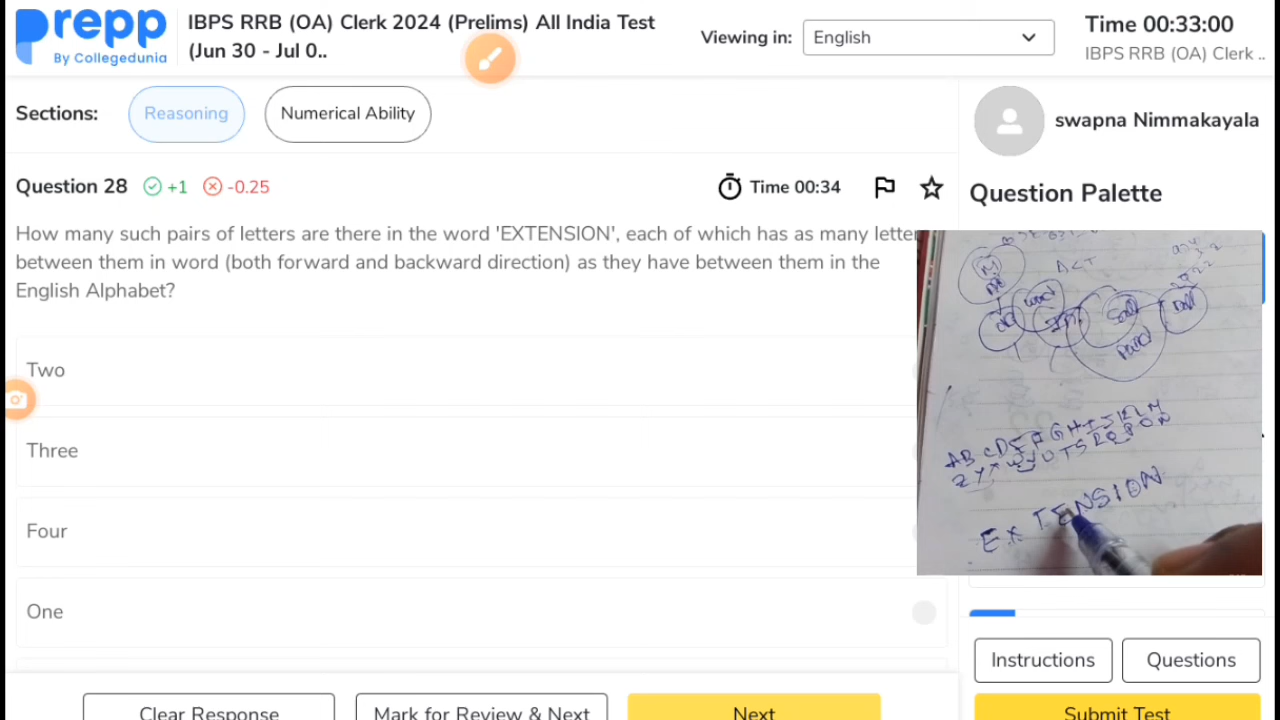 prepp
By Collegedunia
IBPS RRB (OA) Clerk 2024 (Prelims) All India Test
(Jun 30 - Jul 0..
Viewing in:
English
Time 00:33:00
IBPS RRB (OA) Clerk ..
Sections:
Reasoning
Numerical Ability
swapna Nimmakayala
Question 28
+1
-0.25
Time 00:34
Question Palette
How many such pairs of letters are there in the word 'EXTENSION', each of which has as many letter
between them in word (both forward and backward direction) as they have between them in the
English Alphabet?
Two
Three
Four
One
A B C D E F G H I J K L M
Z Y X W V U T S R Q P O N
EXTENSION
Instructions
Questions
Clear Response
Mark for Review & Next
Next
Submit Test